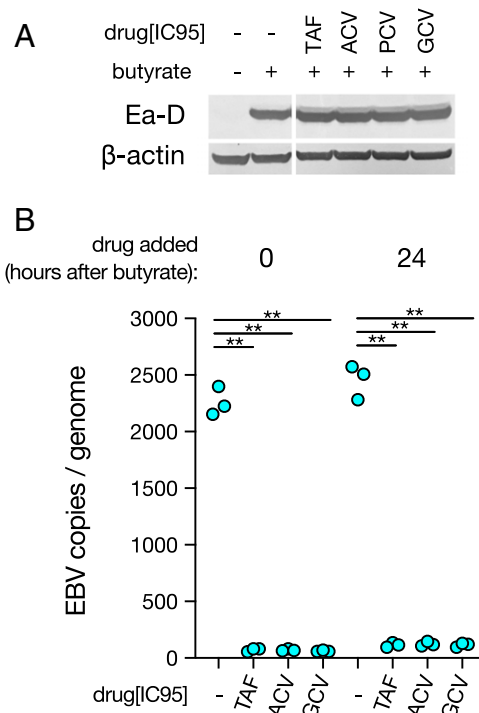 A
drug[IC95] - - TAF ACV PCV GCV
butyrate - + + + + +
Ea-D
β-actin
B
drug added
(hours after butyrate): 0 24
** **
** **
** **
3000
2500
2000
1500
1000
500
0
EBV copies / genome
drug[IC95] - TAF ACV GCV - TAF ACV GCV